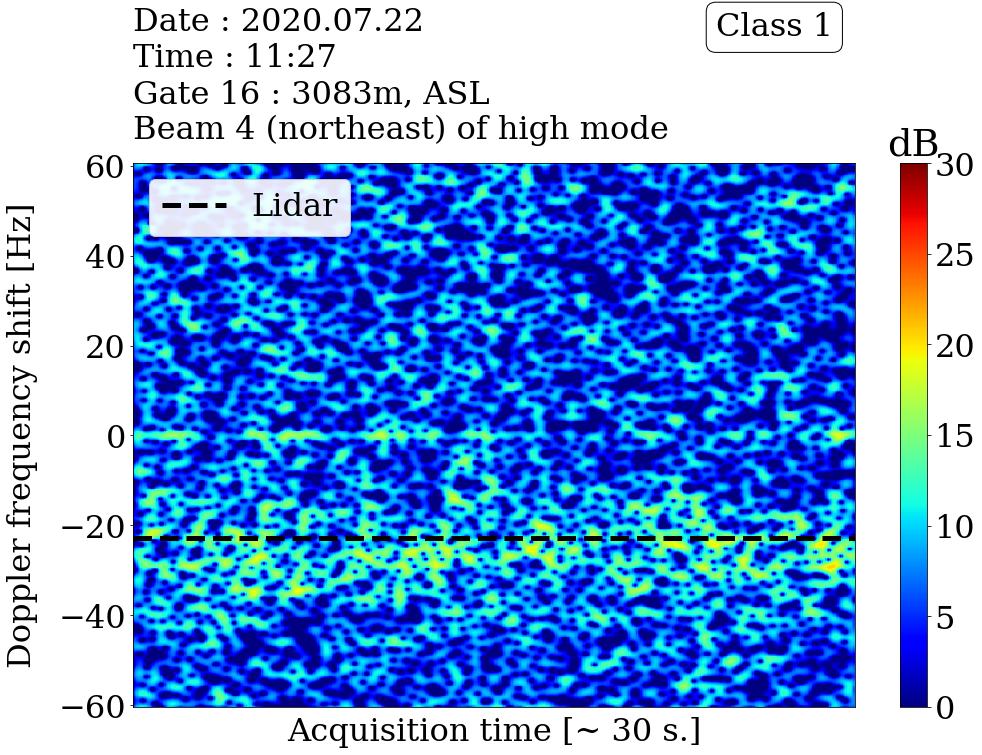 Date : 2020.07.22
Class 1
Time : 11:27
Gate 16 : 3083m, ASL
Beam 4 (northeast) of high mode
dB
Lidar
Doppler frequency shift [Hz]
60
40
20
0
−20
−40
−60
30
25
20
15
10
5
0
Acquisition time [~ 30 s.]